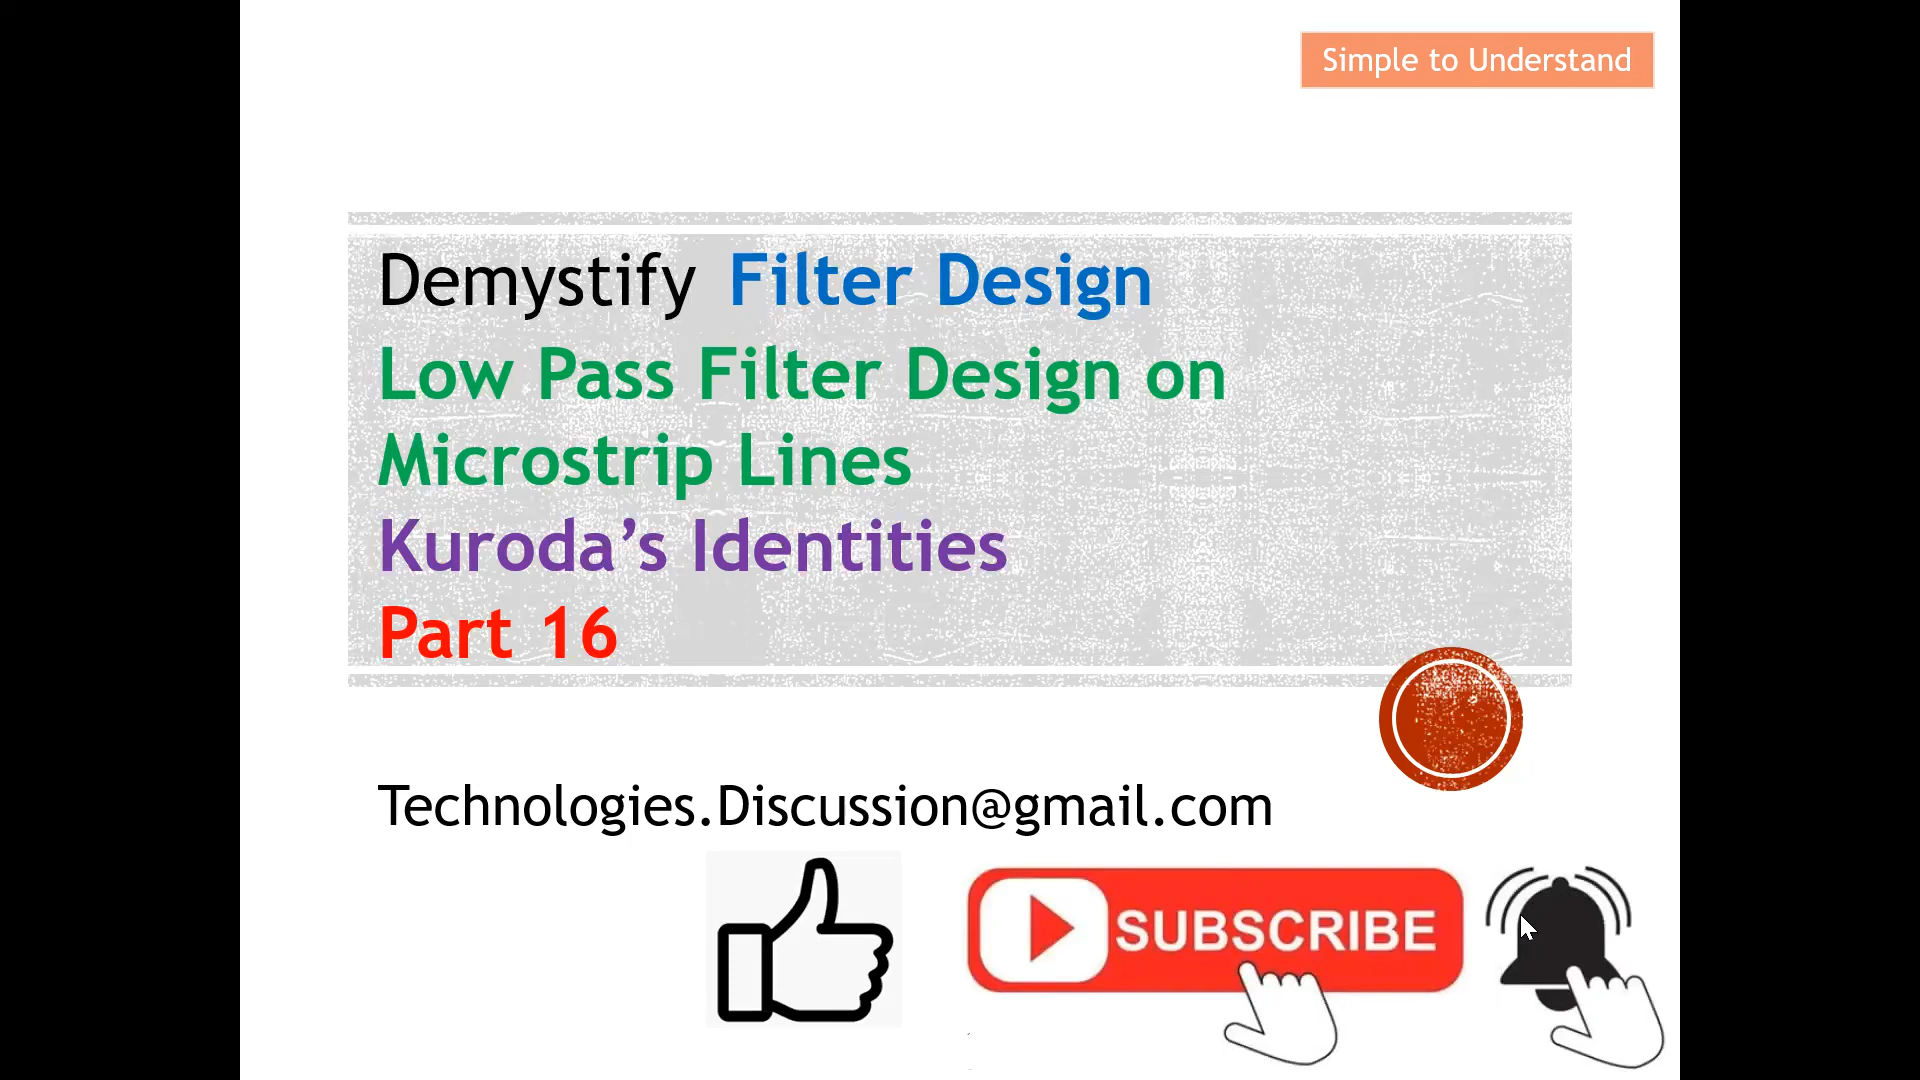 Simple to Understand
Demystify Filter Design
Low Pass Filter Design on
Microstrip Lines
Kuroda’s Identities
Part 16
Technologies.Discussion@gmail.com
SUBSCRIBE